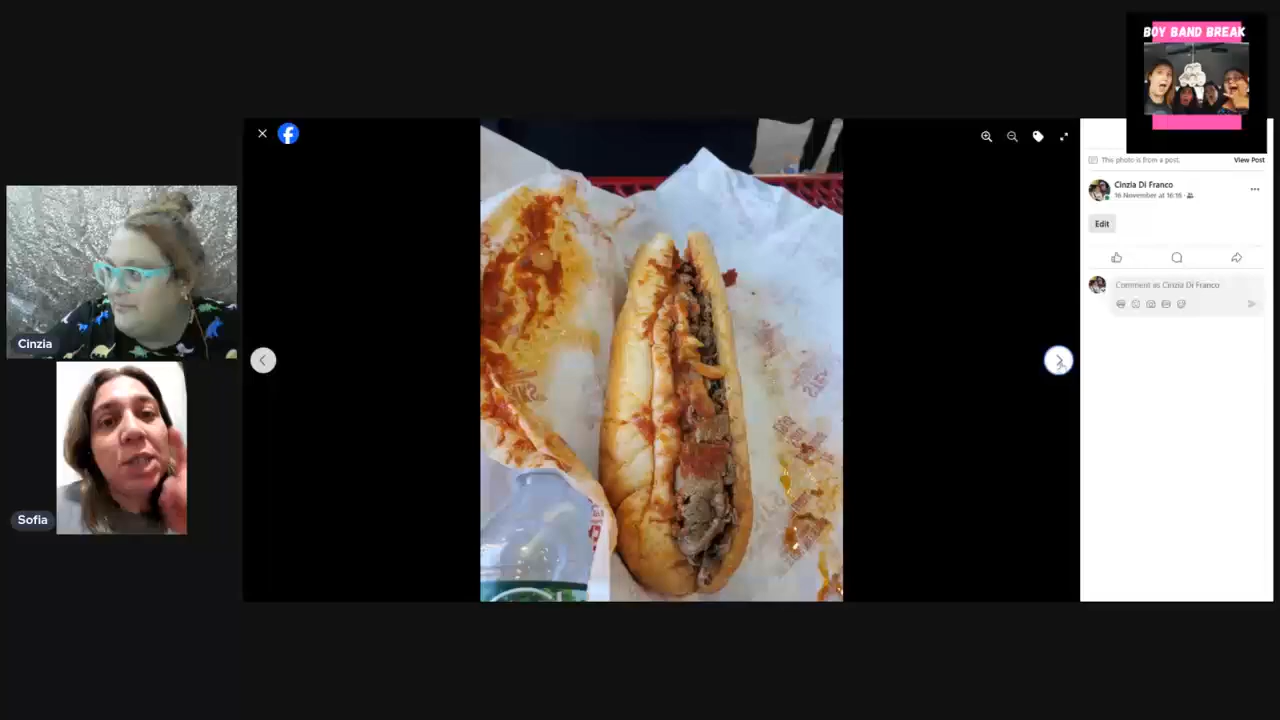 BOY BAND BREAK
This photo is from a post.
View Post
Cinzia Di Franco
16 November at 16:16
Edit
Comment as Cinzia Di Franco
Cinzia
Sofia